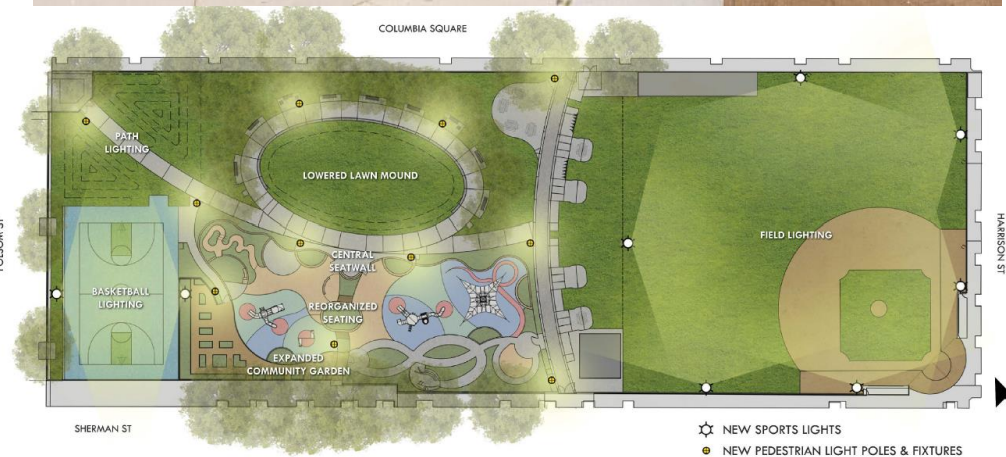 COLUMBIA SQUARE
PATH
LIGHTING
LOWERED LAWN MOUND
FIELD LIGHTING
HARRISON ST
CENTRAL
SEATWALL
BASKETBALL
LIGHTING
REORGANIZED
SEATING
EXPANDED
COMMUNITY GARDEN
SHERMAN ST
NEW SPORTS LIGHTS
NEW PEDESTRIAN LIGHT POLES & FIXTURES